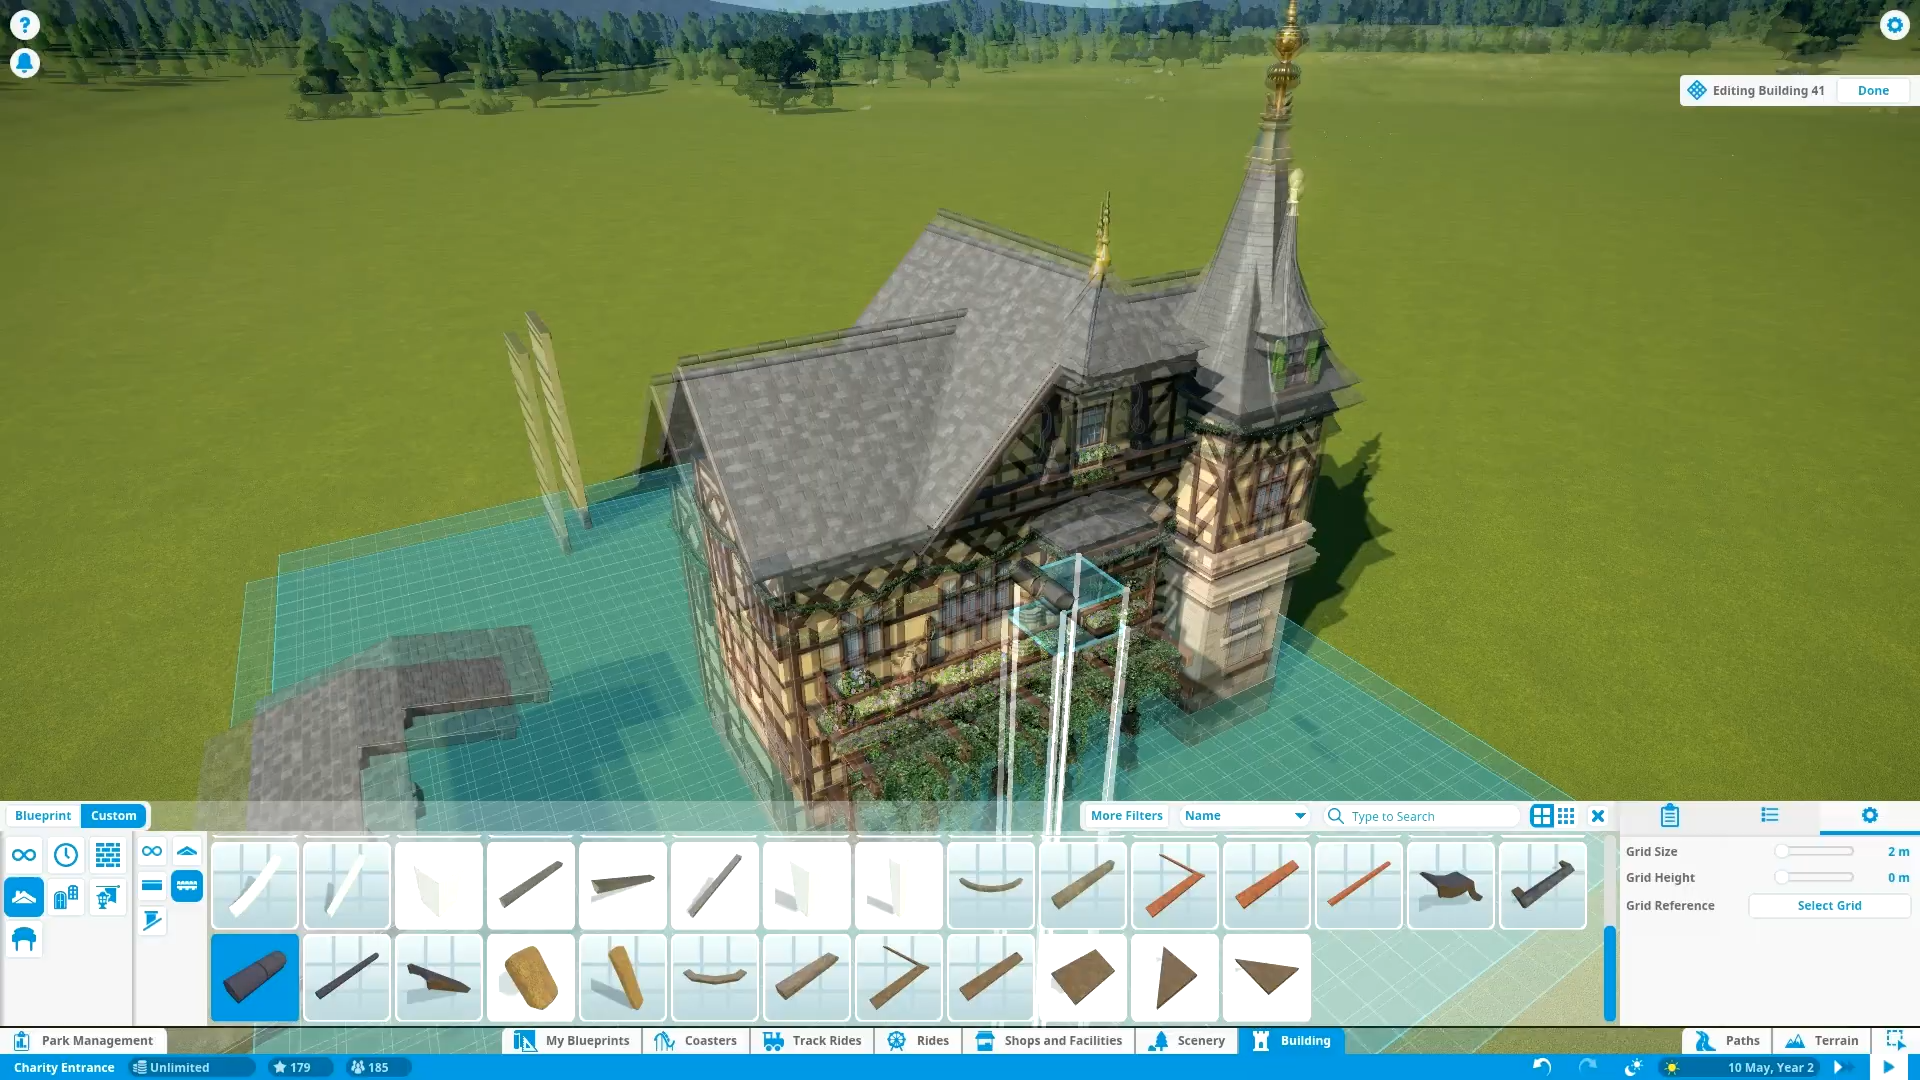 ?
Editing Building 41 Done
Blueprint Custom
More Filters Name Type to Search
Grid Size 2 m
Grid Height 0 m
Grid Reference Select Grid
Park Management My Blueprints Coasters Track Rides Rides Shops and Facilities Scenery Building Paths Terrain
Charity Entrance Unlimited 179 185 10 May, Year 2